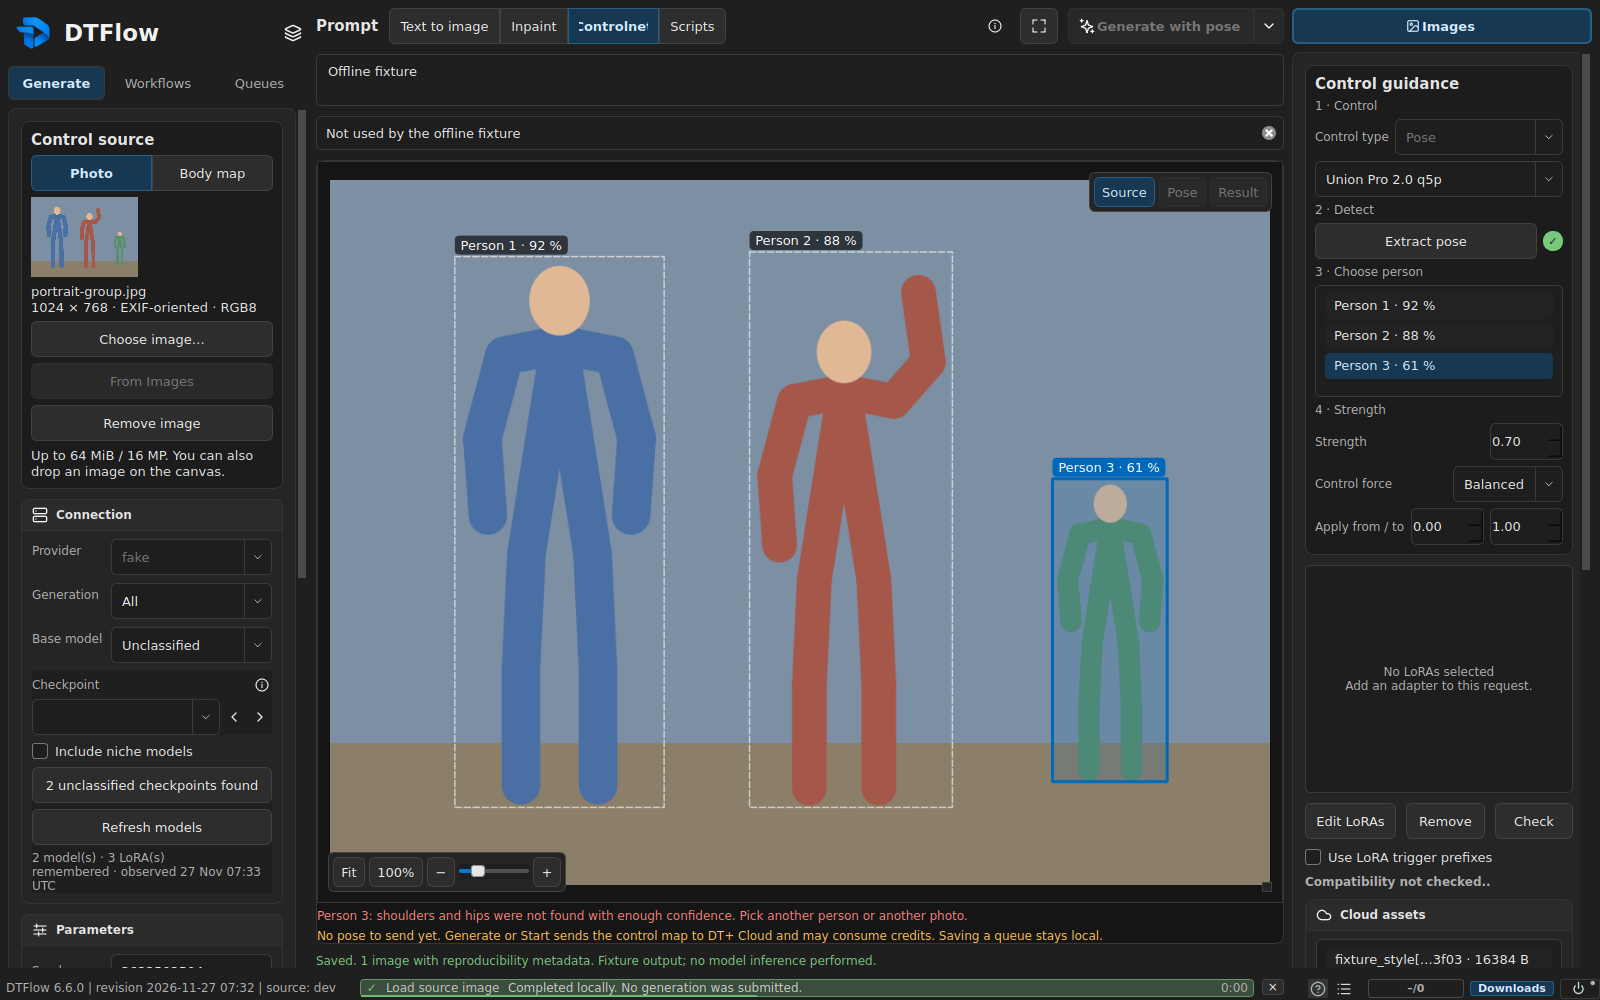 DTFlow
Prompt
Text to image
Inpaint
Controlnet
Scripts
Generate with pose
Images
Generate
Workflows
Queues
Offline fixture
Not used by the offline fixture
Control source
Photo
Body map
portrait-group.jpg
1024 × 768 · EXIF-oriented · RGB8
Choose image...
From Images
Remove image
Up to 64 MiB / 16 MP. You can also
drop an image on the canvas.
Connection
Provider
fake
Generation
All
Base model
Unclassified
Checkpoint
Include niche models
2 unclassified checkpoints found
Refresh models
2 model(s) · 3 LoRA(s)
remembered · observed 27 Nov 07:33
UTC
Parameters
Source
Pose
Result
Person 1 · 92 %
Person 2 · 88 %
Person 3 · 61 %
Fit
100%
−
+
Person 3: shoulders and hips were not found with enough confidence. Pick another person or another photo.
No pose to send yet. Generate or Start sends the control map to DT+ Cloud and may consume credits. Saving a queue stays local.
Saved. 1 image with reproducibility metadata. Fixture output; no model inference performed.
Control guidance
1 · Control
Control type
Pose
Union Pro 2.0 q5p
2 · Detect
Extract pose
3 · Choose person
Person 1 · 92 %
Person 2 · 88 %
Person 3 · 61 %
4 · Strength
Strength
0.70
Control force
Balanced
Apply from / to
0.00
1.00
No LoRAs selected
Add an adapter to this request.
Edit LoRAs
Remove
Check
Use LoRA trigger prefixes
Compatibility not checked..
Cloud assets
fixture_style[...3f03 · 16384 B
DTFlow 6.6.0 | revision 2026-11-27 07:32 | source: dev
✓ Load source image Completed locally. No generation was submitted.
0:00
–/0
Downloads